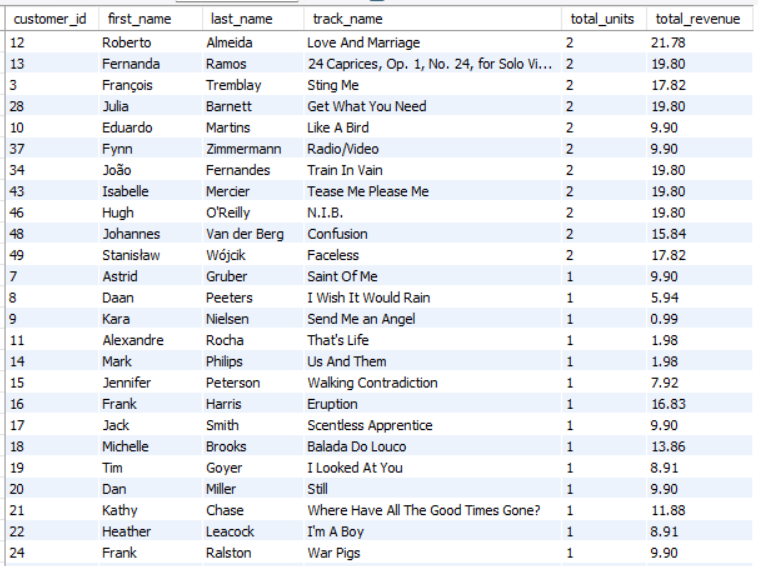 customer_id first_name last_name track_name total_units total_revenue
12 Roberto Almeida Love And Marriage 2 21.78
13 Fernanda Ramos 24 Caprices, Op. 1, No. 24, for Solo Vi... 2 19.80
3 François Tremblay Sting Me 2 17.82
28 Julia Barnett Get What You Need 2 19.80
10 Eduardo Martins Like A Bird 2 9.90
37 Fynn Zimmermann Radio/Video 2 9.90
34 João Fernandes Train In Vain 2 19.80
43 Isabelle Mercier Tease Me Please Me 2 19.80
46 Hugh O'Reilly N.I.B. 2 19.80
48 Johannes Van der Berg Confusion 2 15.84
49 Stanisław Wójcik Faceless 2 17.82
7 Astrid Gruber Saint Of Me 1 9.90
8 Daan Peeters I Wish It Would Rain 1 5.94
9 Kara Nielsen Send Me an Angel 1 0.99
11 Alexandre Rocha That's Life 1 1.98
14 Mark Philips Us And Them 1 1.98
15 Jennifer Peterson Walking Contradiction 1 7.92
16 Frank Harris Eruption 1 16.83
17 Jack Smith Scentless Apprentice 1 9.90
18 Michelle Brooks Balada Do Louco 1 13.86
19 Tim Goyer I Looked At You 1 8.91
20 Dan Miller Still 1 9.90
21 Kathy Chase Where Have All The Good Times Gone? 1 11.88
22 Heather Leacock I'm A Boy 1 8.91
24 Frank Ralston War Pigs 1 9.90